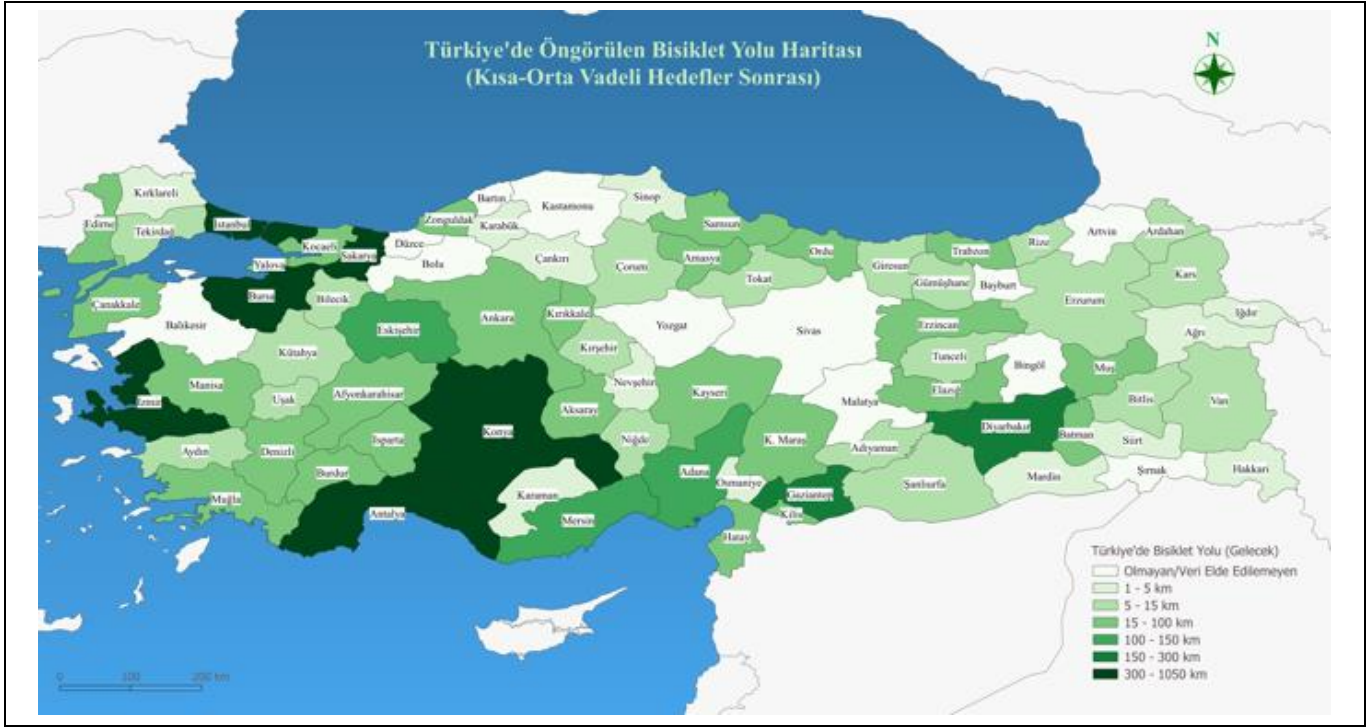 Türkiye'de Öngörülen Bisiklet Yolu Haritası
(Kısa-Orta Vadeli Hedefler Sonrası)
N
Kırklareli
Edirne
Tekirdağ
İstanbul
Kocaeli
Sakarya
Yalova
Düzce
Bolu
Zonguldak
Bartın
Karabük
Kastamonu
Sinop
Çankırı
Samsun
Amasya
Çorum
Tokat
Ordu
Giresun
Trabzon
Gümüşhane
Rize
Bayburt
Artvin
Ardahan
Kars
Erzurum
Iğdır
Ağrı
Çanakkale
Balıkesir
Bursa
Bilecik
Eskişehir
Ankara
Kırıkkale
Yozgat
Sivas
Erzincan
Tunceli
Bingöl
Muş
Kütahya
Kırşehir
Nevşehir
Kayseri
Malatya
Elazığ
Bitlis
Van
Manisa
İzmir
Uşak
Afyonkarahisar
Aksaray
Konya
Niğde
K. Maraş
Adıyaman
Diyarbakır
Batman
Siirt
Hakkari
Şırnak
Mardin
Şanlıurfa
Aydın
Denizli
Isparta
Burdur
Muğla
Antalya
Karaman
Mersin
Adana
Osmaniye
Gaziantep
Kilis
Hatay
Türkiye'de Bisiklet Yolu (Gelecek)
Olmayan/Veri Elde Edilemeyen
1 - 5 km
5 - 15 km
15 - 100 km
100 - 150 km
150 - 300 km
300 - 1050 km
0 100 200 km